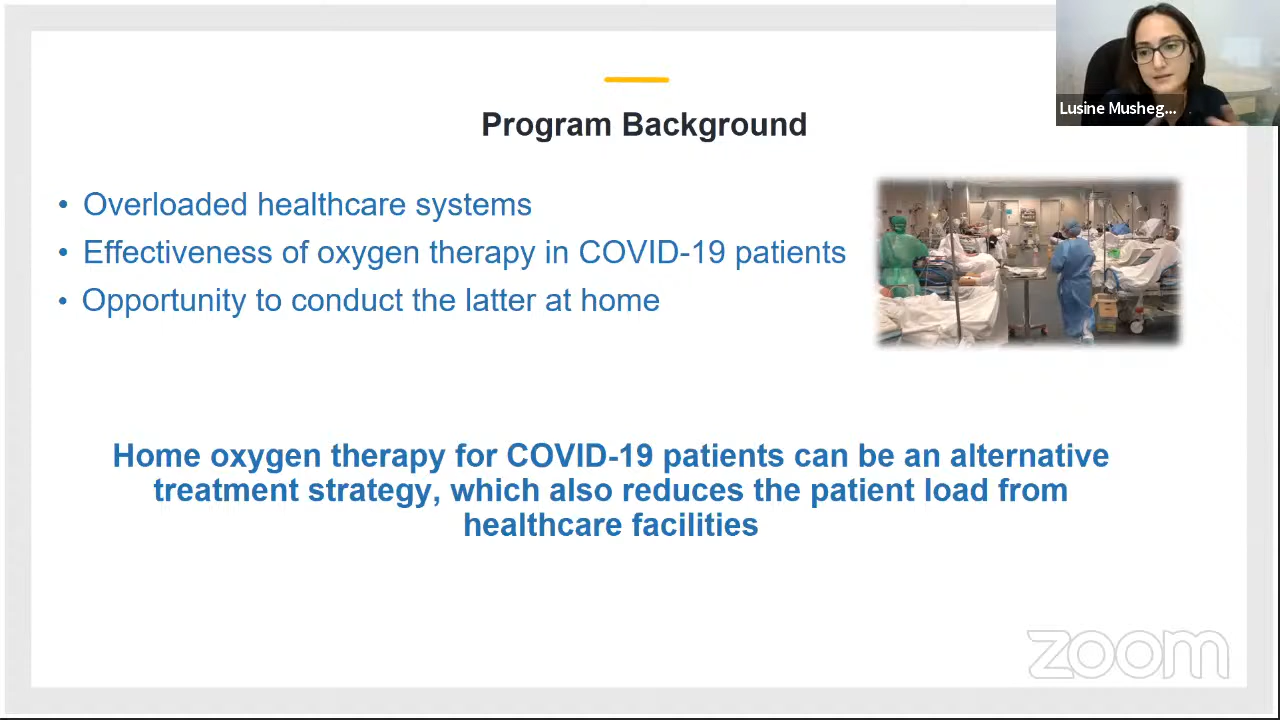 Lusine Musheg...
Program Background
• Overloaded healthcare systems
• Effectiveness of oxygen therapy in COVID-19 patients
• Opportunity to conduct the latter at home
Home oxygen therapy for COVID-19 patients can be an alternative
treatment strategy, which also reduces the patient load from
healthcare facilities
zoom